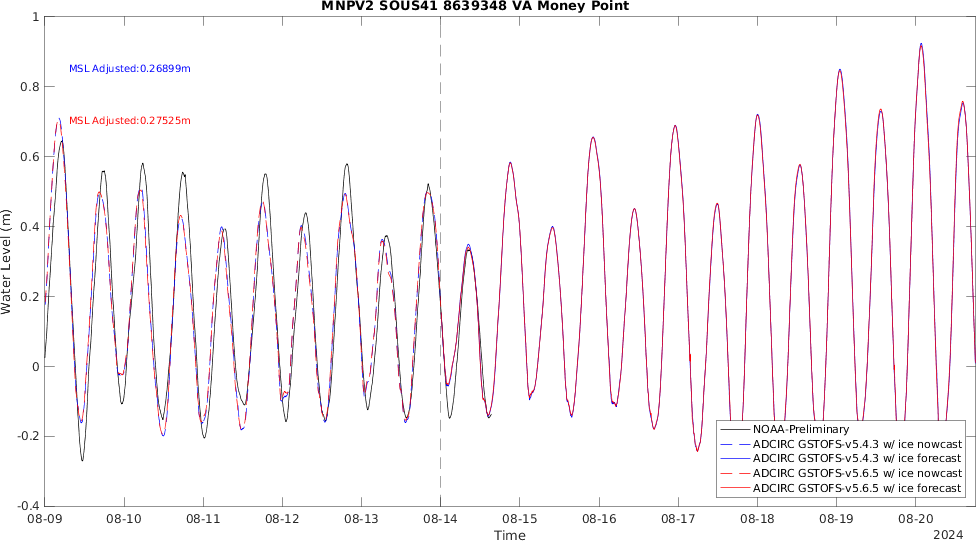 MNPV2 SOUS41 8639348 VA Money Point
1
0.8
0.6
0.4
0.2
0
-0.2
-0.4
Water Level (m)
MSL Adjusted:0.26899m
MSL Adjusted:0.27525m
NOAA-Preliminary
ADCIRC GSTOFS-v5.4.3 w/ ice nowcast
ADCIRC GSTOFS-v5.4.3 w/ ice forecast
ADCIRC GSTOFS-v5.6.5 w/ ice nowcast
ADCIRC GSTOFS-v5.6.5 w/ ice forecast
08-09 08-10 08-11 08-12 08-13 08-14 08-15 08-16 08-17 08-18 08-19 08-20
Time
2024